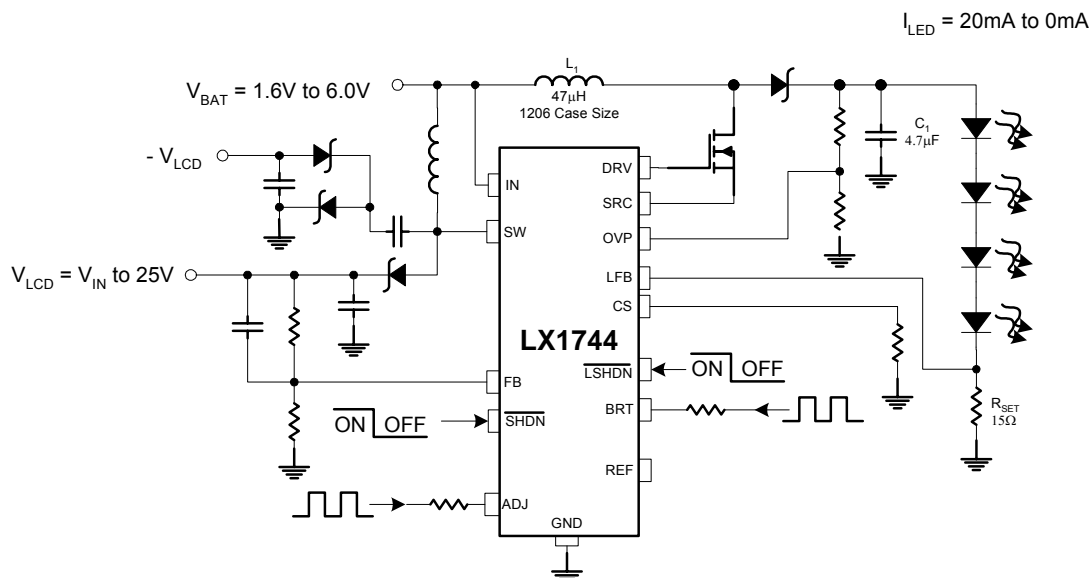 I_LED = 20mA to 0mA
L₁
47µH
1206 Case Size
V_BAT = 1.6V to 6.0V
- V_LCD
V_LCD = V_IN to 25V
IN
SW
FB
SHDN
ADJ
GND
LX1744
DRV
SRC
OVP
LFB
CS
LSHDN
BRT
REF
ON OFF
ON OFF
C₁
4.7µF
R_SET
15Ω